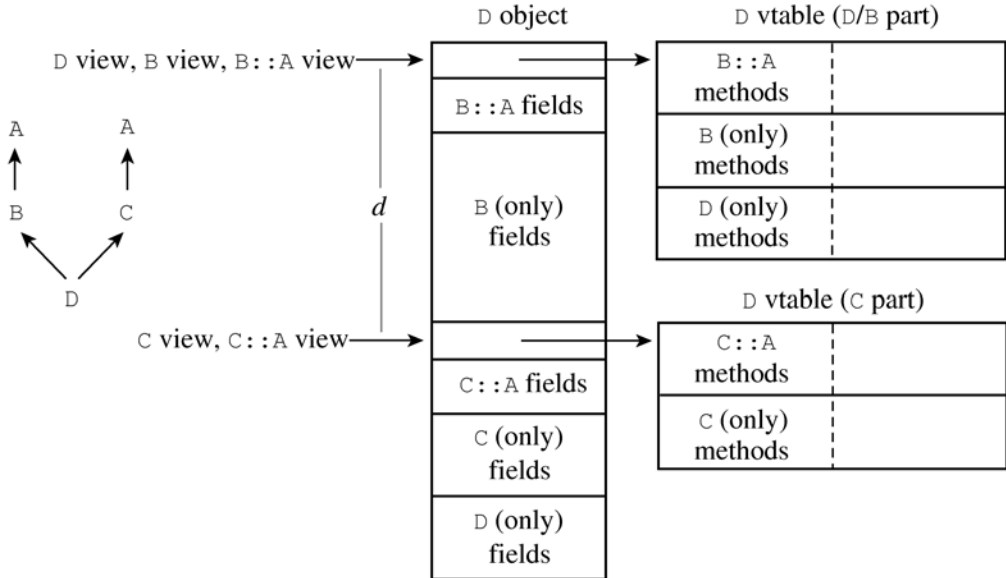 D object
D vtable (D/B part)
D view, B view, B::A view
B::A
methods
B::A fields
A
A
B (only)
methods
B
C
d
B (only)
fields
D (only)
methods
D
D vtable (C part)
C view, C::A view
C::A
methods
C::A fields
C (only)
methods
C (only)
fields
D (only)
fields